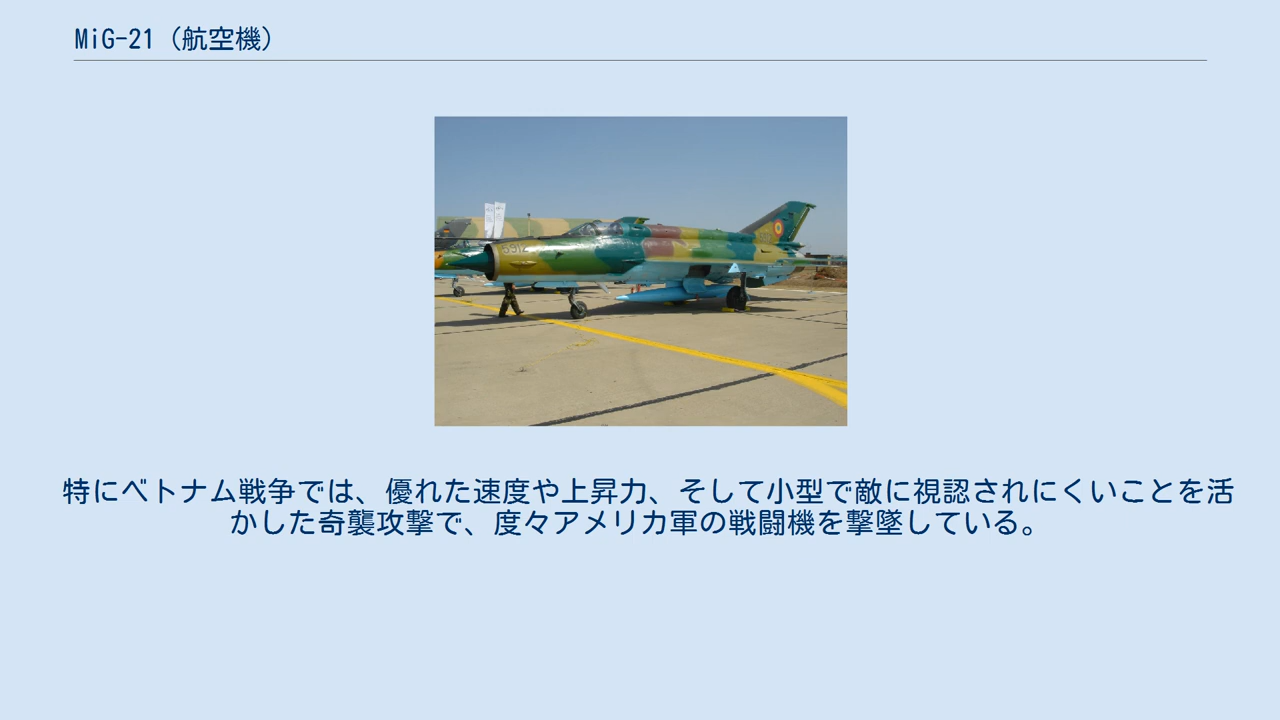 MiG-21（航空機）
5912
特にベトナム戦争では、優れた速度や上昇力、そして小型で敵に視認されにくいことを活
かした奇襲攻撃で、度々アメリカ軍の戦闘機を撃墜している。